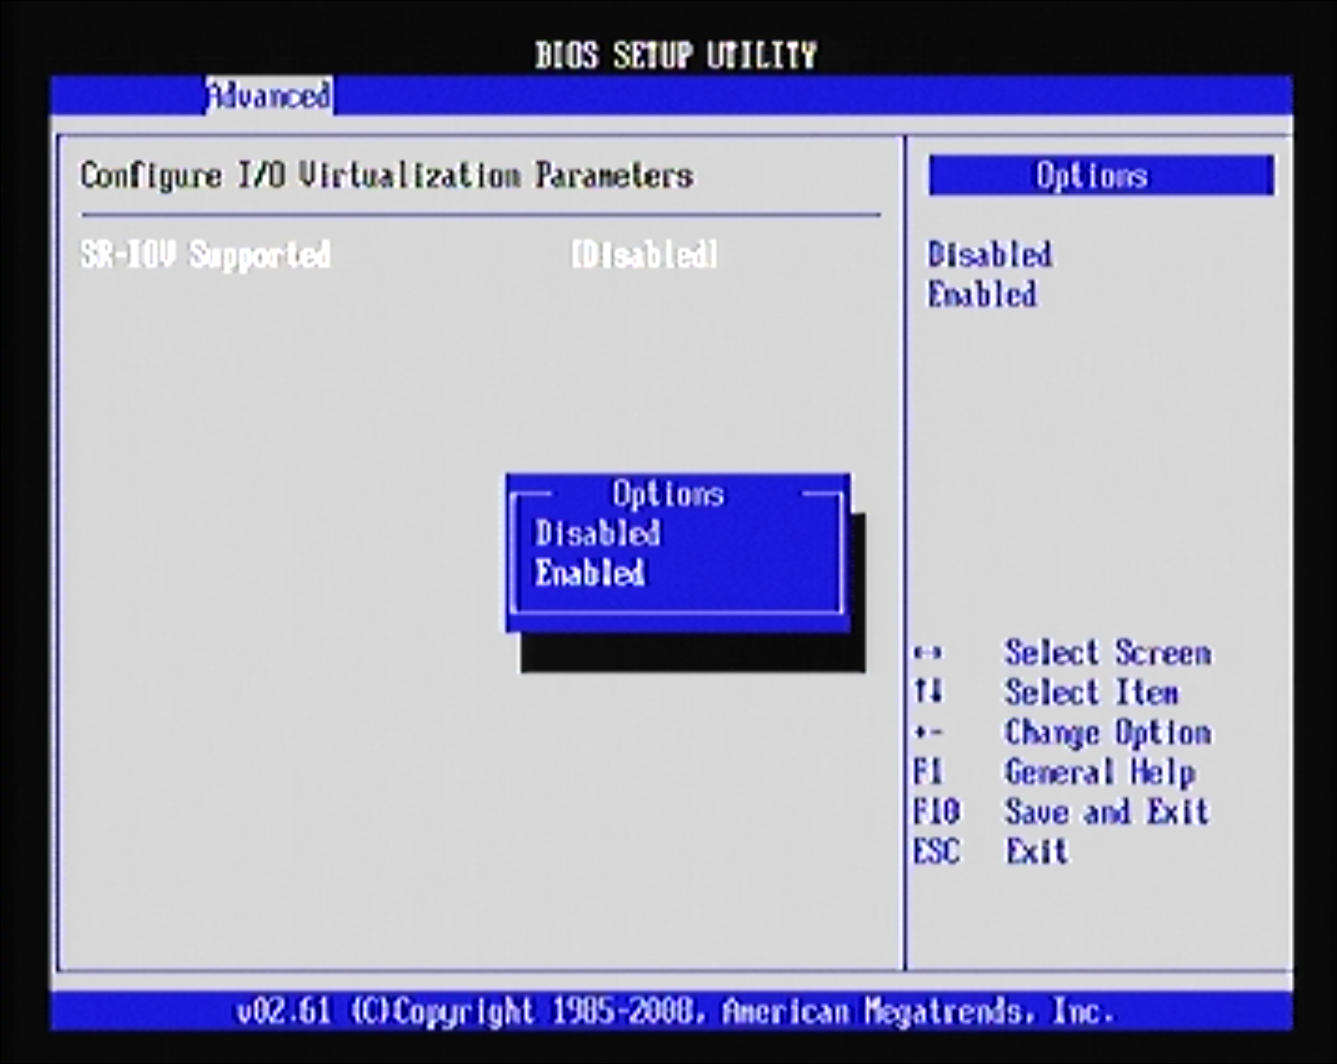 BIOS SETUP UTILITY
Advanced
Configure I/O Virtualization Parameters
SR-IOV Supported [Disabled]
Options
Disabled
Enabled
Options
Disabled
Enabled
↔ Select Screen
↑↓ Select Item
+- Change Option
F1 General Help
F10 Save and Exit
ESC Exit
v02.61 (C)Copyright 1985-2008, American Megatrends, Inc.